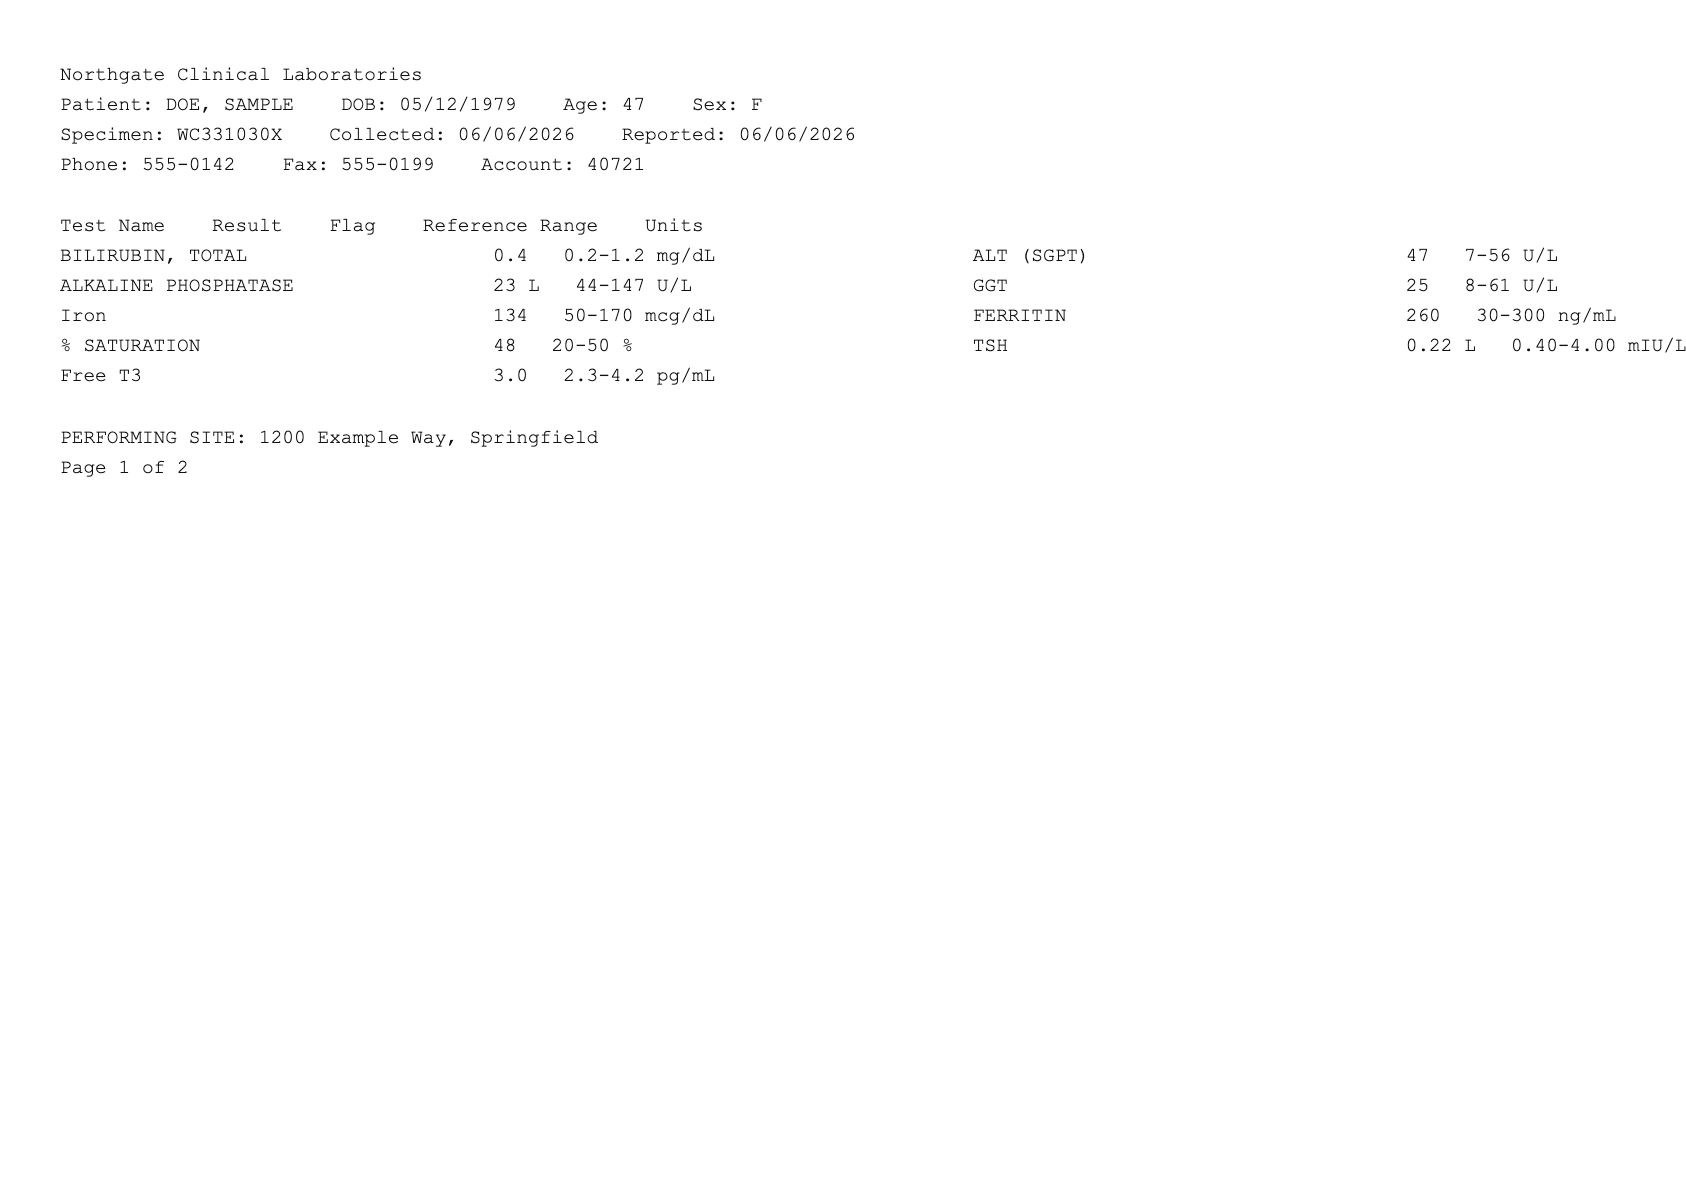 Northgate Clinical Laboratories
Patient: DOE, SAMPLE    DOB: 05/12/1979    Age: 47    Sex: F
Specimen: WC331030X    Collected: 06/06/2026    Reported: 06/06/2026
Phone: 555-0142    Fax: 555-0199    Account: 40721
Test Name    Result    Flag    Reference Range    Units
BILIRUBIN, TOTAL    0.4    0.2-1.2 mg/dL    ALT (SGPT)    47    7-56 U/L
ALKALINE PHOSPHATASE    23 L    44-147 U/L    GGT    25    8-61 U/L
Iron    134    50-170 mcg/dL    FERRITIN    260    30-300 ng/mL
% SATURATION    48    20-50 %    TSH    0.22 L    0.40-4.00 mIU/L
Free T3    3.0    2.3-4.2 pg/mL
PERFORMING SITE: 1200 Example Way, Springfield
Page 1 of 2